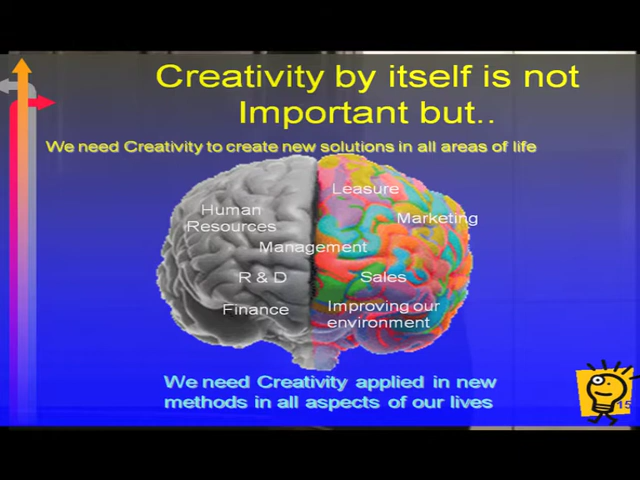 Creativity by itself is not
Important but..
We need Creativity to create new solutions in all areas of life
Leasure
Human
Resources
Marketing
Management
R & D
Sales
Finance
Improving our
environment
We need Creativity applied in new
methods in all aspects of our lives
15